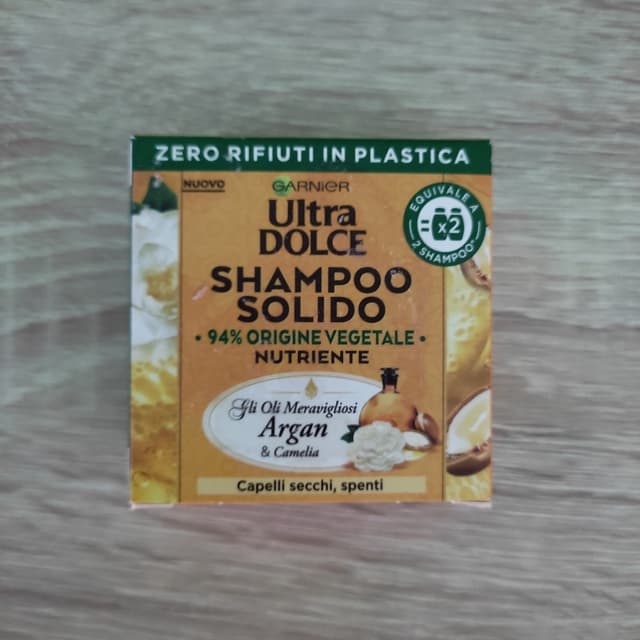 ZERO RIFIUTI IN PLASTICA
NUOVO
GARNIER
Ultra
DOLCE
EQUIVALE A
= x2
2 SHAMPOO*
SHAMPOO
SOLIDO
• 94% ORIGINE VEGETALE •
NUTRIENTE
Gli Oli Meravigliosi
Argan
& Camelia
Capelli secchi, spenti